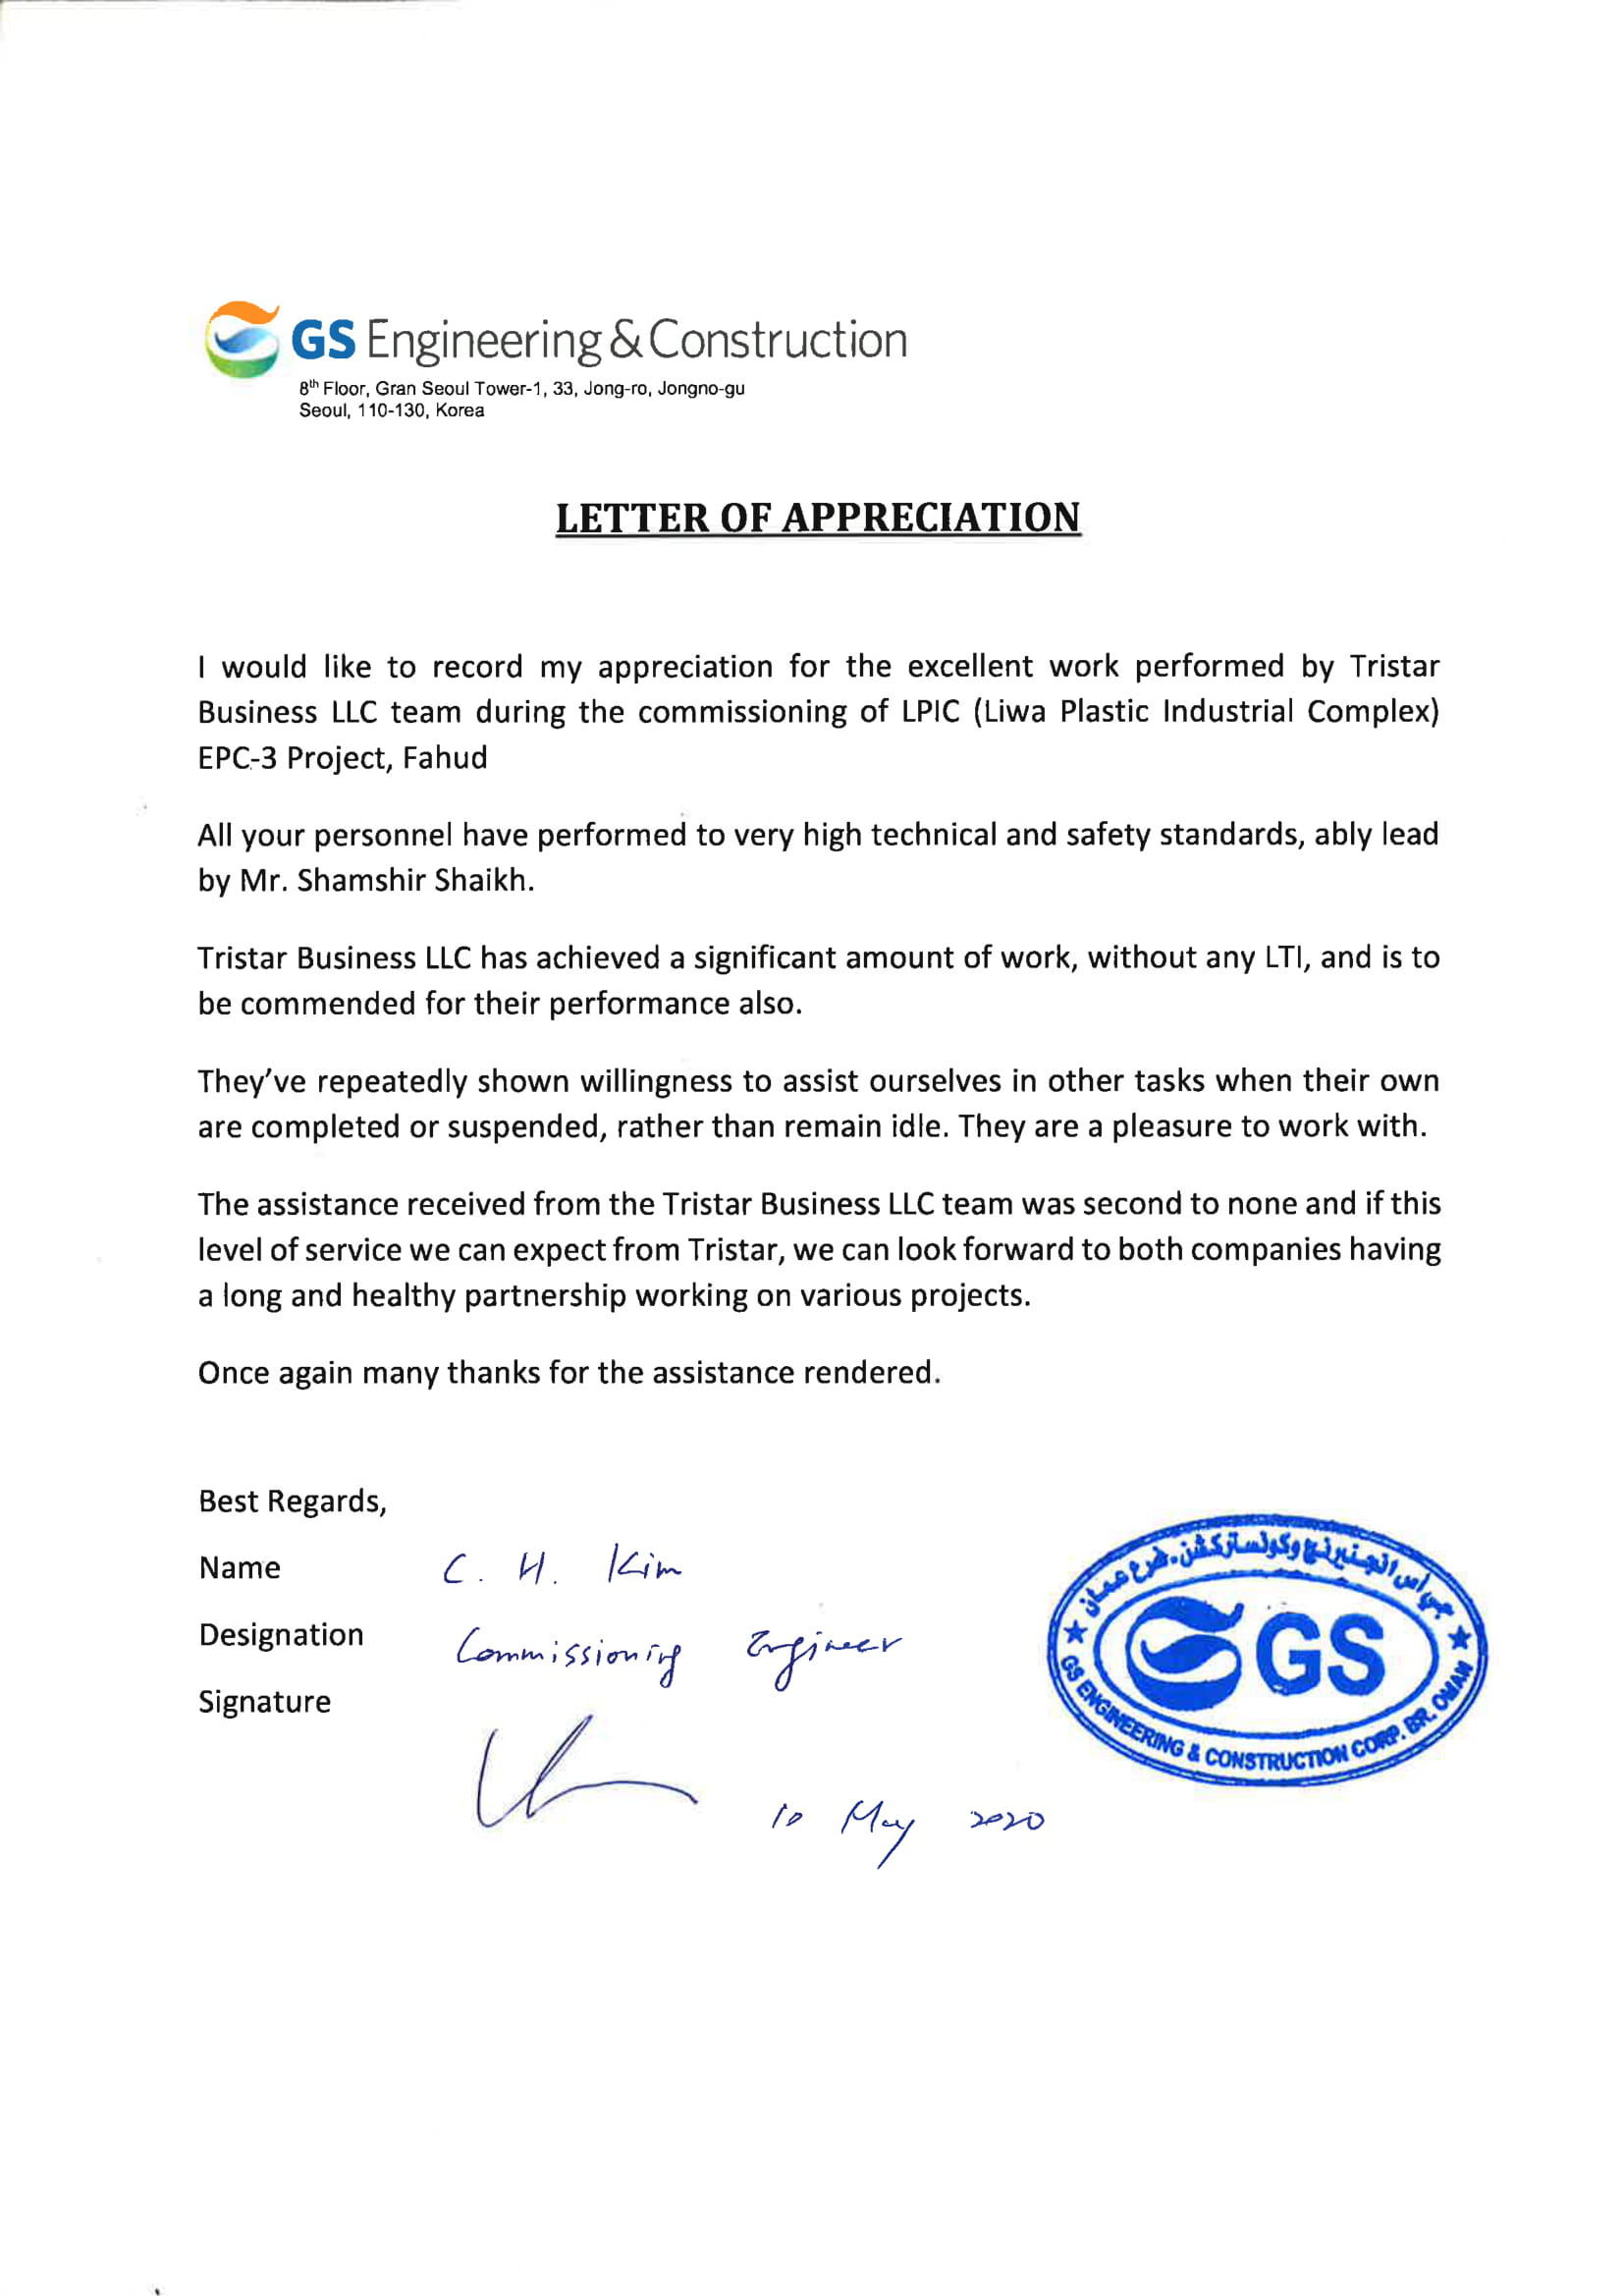 GS Engineering & Construction
8th Floor, Gran Seoul Tower-1, 33, Jong-ro, Jongno-gu
Seoul, 110-130, Korea
LETTER OF APPRECIATION
I would like to record my appreciation for the excellent work performed by Tristar
Business LLC team during the commissioning of LPIC (Liwa Plastic Industrial Complex)
EPC-3 Project, Fahud
All your personnel have performed to very high technical and safety standards, ably lead
by Mr. Shamshir Shaikh.
Tristar Business LLC has achieved a significant amount of work, without any LTI, and is to
be commended for their performance also.
They've repeatedly shown willingness to assist ourselves in other tasks when their own
are completed or suspended, rather than remain idle. They are a pleasure to work with.
The assistance received from the Tristar Business LLC team was second to none and if this
level of service we can expect from Tristar, we can look forward to both companies having
a long and healthy partnership working on various projects.
Once again many thanks for the assistance rendered.
Best Regards,
Name C. H. Kim
Designation Commissioning Engineer
Signature
10 May 2020
جي اس انجنيرنج وكونستركشن. فرع عمان
GS
GS ENGINEERING & CONSTRUCTION CORP. BR. OMAN